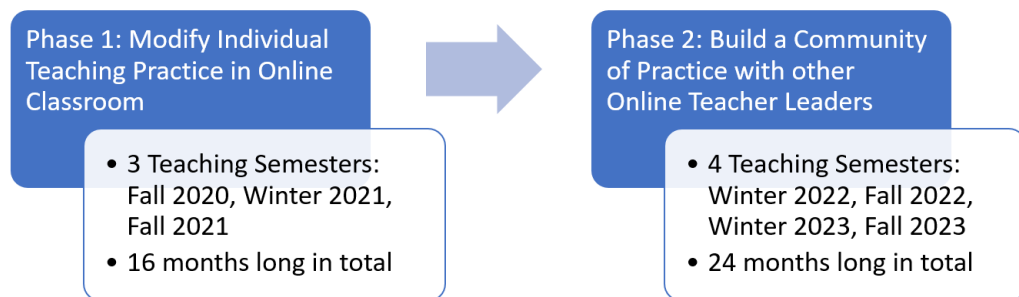 Phase 1: Modify Individual
Teaching Practice in Online
Classroom
• 3 Teaching Semesters:
Fall 2020, Winter 2021,
Fall 2021
• 16 months long in total
Phase 2: Build a Community
of Practice with other
Online Teacher Leaders
• 4 Teaching Semesters:
Winter 2022, Fall 2022,
Winter 2023, Fall 2023
• 24 months long in total